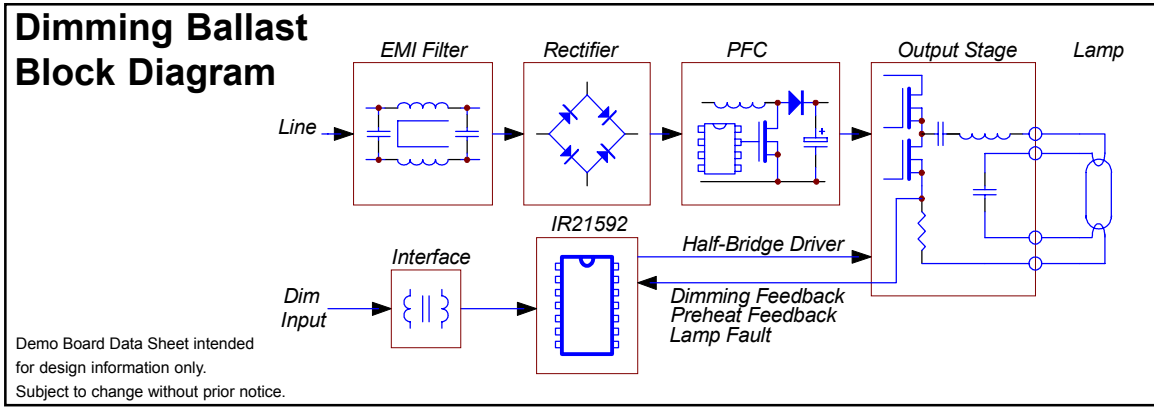 Dimming Ballast
Block Diagram
EMI Filter
Rectifier
PFC
Output Stage
Lamp
Line
+
IR21592
Half-Bridge Driver
Interface
Dim
Input
Dimming Feedback
Preheat Feedback
Lamp Fault
Demo Board Data Sheet intended
for design information only.
Subject to change without prior notice.